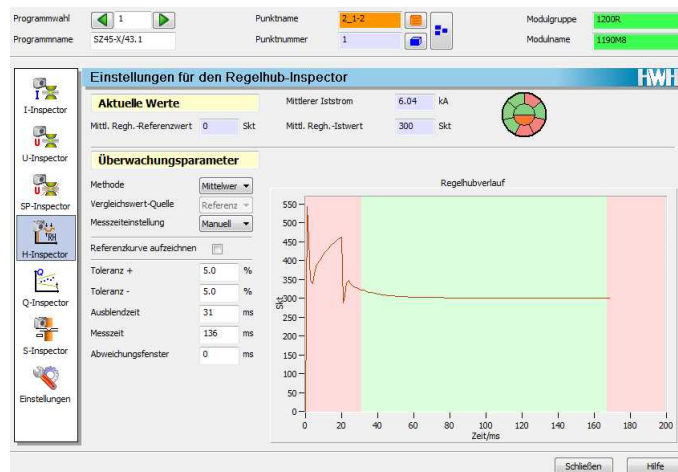 Programmwahl 1 Punktname 2_1-2 Modulgruppe 1200R
Programmname SZ45-X/43.1 Punktnummer 1 Modulname 1190M8
Einstellungen für den Regelhub-Inspector HWH
I-Inspector
U-Inspector
SP-Inspector
H-Inspector
Q-Inspector
S-Inspector
Einstellungen
Aktuelle Werte Mittlerer Iststrom 6.04 kA
Mittl. Regh.-Referenzwert 0 Skt Mittl. Regh.-Istwert 300 Skt
Überwachungsparameter
Methode Mittelwer
Vergleichswert-Quelle Referenz
Messzeiteinstellung Manuell
Referenzkurve aufzeichnen
Toleranz + 5.0 %
Toleranz - 5.0 %
Ausblendzeit 31 ms
Messzeit 136 ms
Abweichungsfenster 0 ms
Regelhubverlauf
Skt
550
500
450
400
350
300
250
200
150
100
50
0
0 20 40 60 80 100 120 140 160 180 200
Zeit/ms
Schließen Hilfe